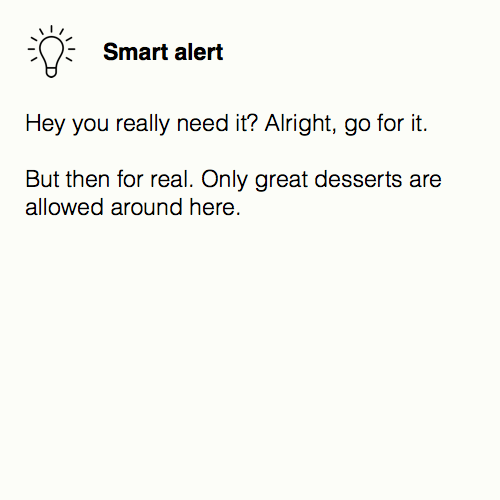 Smart alert
Hey you really need it? Alright, go for it.
But then for real. Only great desserts are
allowed around here.